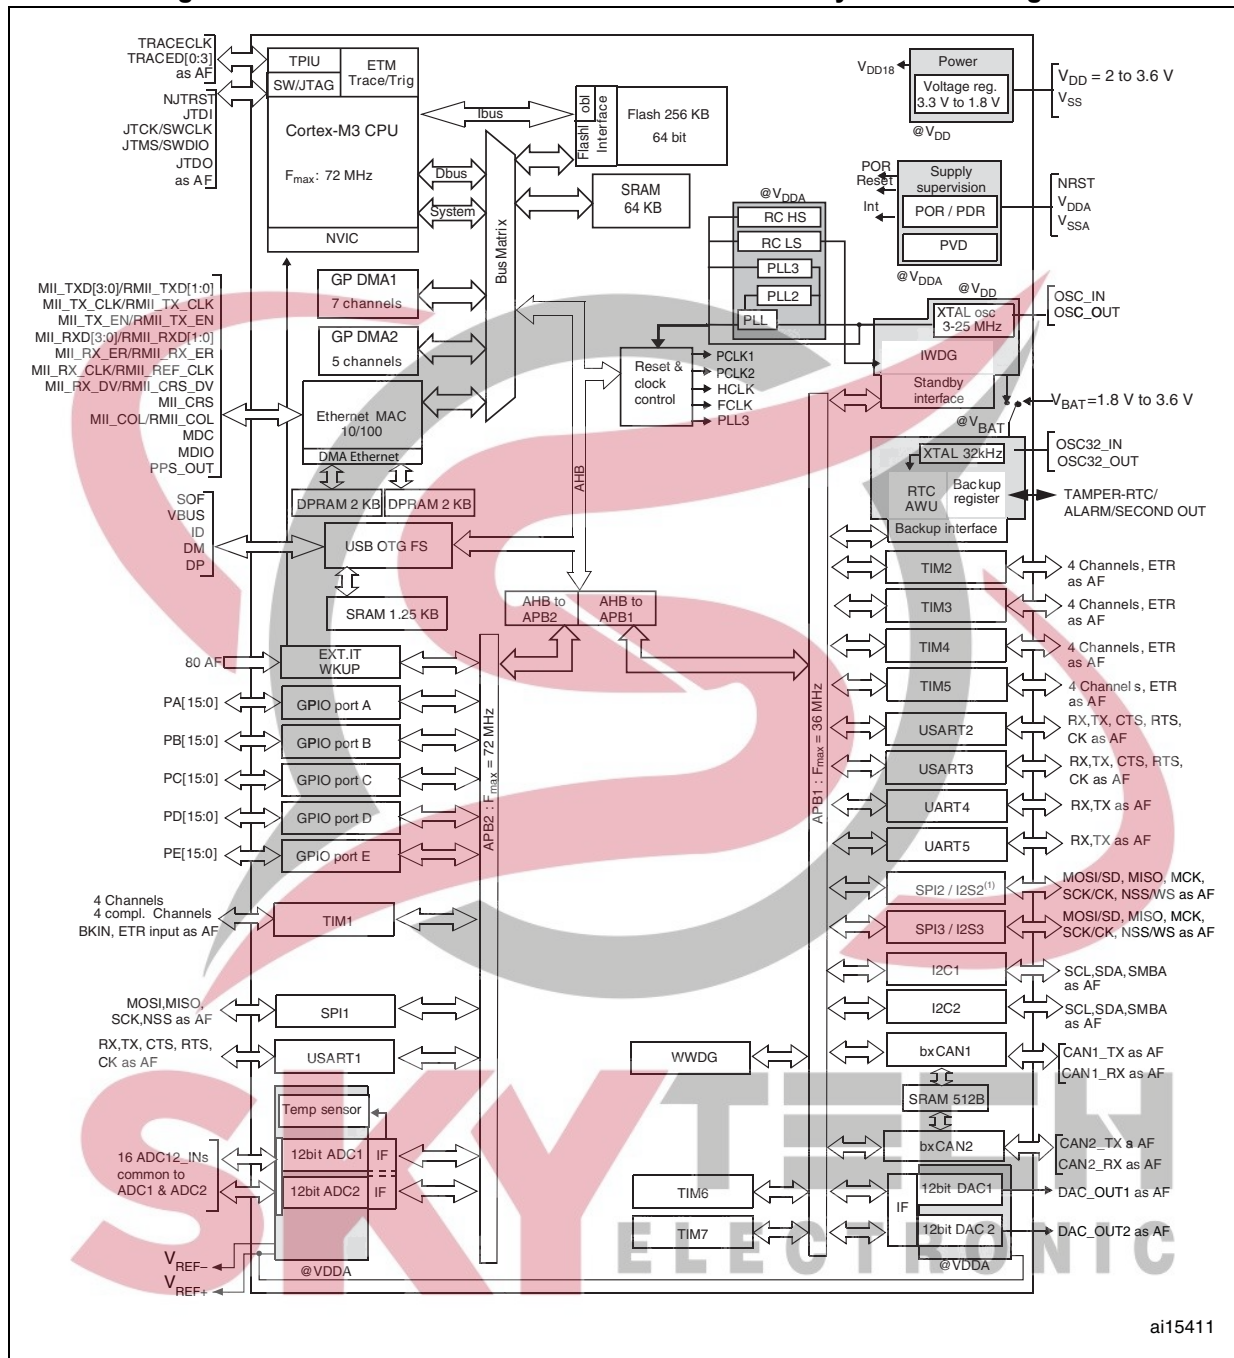 TRACECLK
TRACED[0:3]
as AF
NJTRST
JTDI
JTCK/SWCLK
JTMS/SWDIO
JTDO
as AF
TPIU
ETM
Trace/Trig
SW/JTAG
Cortex-M3 CPU
Fmax: 72 MHz
NVIC
Ibus
Dbus
System
Bus Matrix
Flashl obl
Interface
Flash 256 KB
64 bit
SRAM
64 KB
VDD18
Power
Voltage reg.
3.3 V to 1.8 V
@VDD
VDD = 2 to 3.6 V
VSS
POR
Reset
Int
Supply
supervision
POR / PDR
PVD
@VDDA
NRST
VDDA
VSSA
@VDDA
RC HS
RC LS
PLL3
PLL2
PLL
@VDD
XTAL osc
3-25 MHz
IWDG
Standby
interface
OSC_IN
OSC_OUT
VBAT=1.8 V to 3.6 V
@VBAT
GP DMA1
7 channels
GP DMA2
5 channels
MII_TXD[3:0]/RMII_TXD[1:0]
MII_TX_CLK/RMII_TX_CLK
MII_TX_EN/RMII_TX_EN
MII_RXD[3:0]/RMII_RXD[1:0]
MII_RX_ER/RMII_RX_ER
MII_RX_CLK/RMII_REF_CLK
MII_RX_DV/RMII_CRS_DV
MII_CRS
MII_COL/RMII_COL
MDC
MDIO
PPS_OUT
Ethernet MAC
10/100
DMA Ethernet
DPRAM 2 KB
DPRAM 2 KB
Reset &
clock
control
PCLK1
PCLK2
HCLK
FCLK
PLL3
AHB
XTAL 32kHz
RTC
AWU
Backup
register
Backup interface
OSC32_IN
OSC32_OUT
TAMPER-RTC/
ALARM/SECOND OUT
SOF
VBUS
ID
DM
DP
USB OTG FS
SRAM 1.25 KB
AHB to
APB2
AHB to
APB1
80 AF
EXT.IT
WKUP
PA[15:0]
GPIO port A
PB[15:0]
GPIO port B
PC[15:0]
GPIO port C
PD[15:0]
GPIO port D
PE[15:0]
GPIO port E
APB2 : Fmax = 72 MHz
APB1 : Fmax = 36 MHz
4 Channels
4 compl. Channels
BKIN, ETR input as AF
TIM1
MOSI,MISO,
SCK,NSS as AF
SPI1
RX,TX, CTS, RTS,
CK as AF
USART1
Temp sensor
16 ADC12_INs
common to
ADC1 & ADC2
12bit ADC1
IF
12bit ADC2
IF
VREF–
VREF+
@VDDA
TIM2
4 Channels, ETR
as AF
TIM3
4 Channels, ETR
as AF
TIM4
4 Channels, ETR
as AF
TIM5
4 Channels, ETR
as AF
USART2
RX,TX, CTS, RTS,
CK as AF
USART3
RX,TX, CTS, RTS,
CK as AF
UART4
RX,TX as AF
UART5
RX,TX as AF
SPI2 / I2S2(1)
MOSI/SD, MISO, MCK,
SCK/CK, NSS/WS as AF
SPI3 / I2S3
MOSI/SD, MISO, MCK,
SCK/CK, NSS/WS as AF
I2C1
SCL,SDA,SMBA
as AF
I2C2
SCL,SDA,SMBA
as AF
WWDG
bxCAN1
CAN1_TX as AF
CAN1_RX as AF
SRAM 512B
bxCAN2
CAN2_TX a AF
CAN2_RX as AF
TIM6
TIM7
IF
12bit DAC1
12bit DAC 2
DAC_OUT1 as AF
DAC_OUT2 as AF
@VDDA
SKYTECH
ELECTRONIC
ai15411